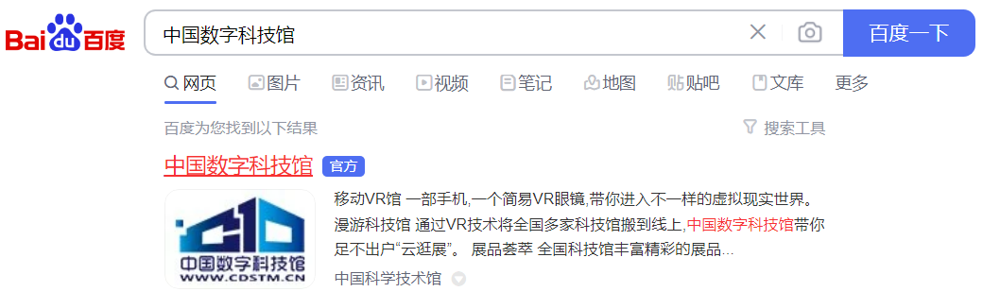 Bai du 百度 中国数字科技馆 百度一下
网页 图片 资讯 视频 笔记 地图 贴吧 文库 更多
百度为您找到以下结果 搜索工具
中国数字科技馆 官方
移动VR馆 一部手机,一个简易VR眼镜,带你进入不一样的虚拟现实世界。
漫游科技馆 通过VR技术将全国多家科技馆搬到线上,中国数字科技馆带你
足不出户“云逛展”。 展品荟萃 全国科技馆丰富精彩的展品...
中国数字科技馆
WWW.CDSTM.CN
中国科学技术馆